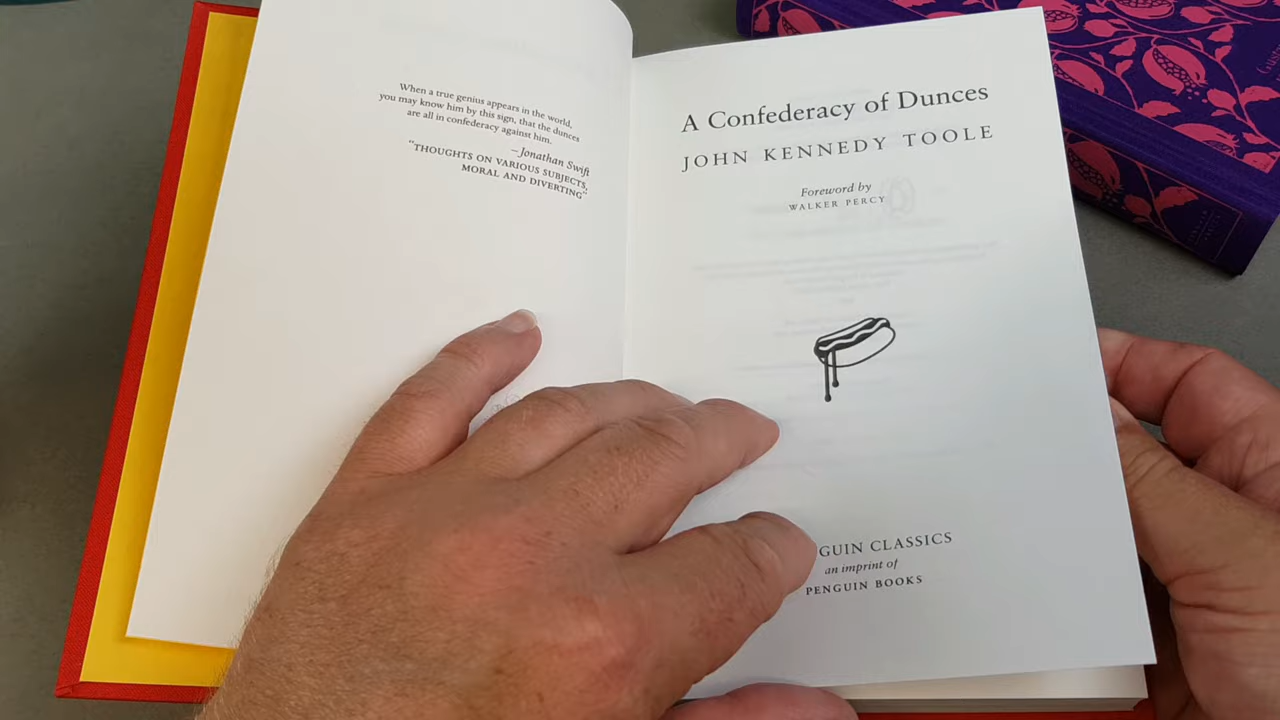 When a true genius appears in the world,
you may know him by this sign, that the dunces
are all in confederacy against him.
–Jonathan Swift
“THOUGHTS ON VARIOUS SUBJECTS,
MORAL AND DIVERTING”
A Confederacy of Dunces
JOHN KENNEDY TOOLE
Foreword by
WALKER PERCY
GUIN CLASSICS
an imprint of
PENGUIN BOOKS